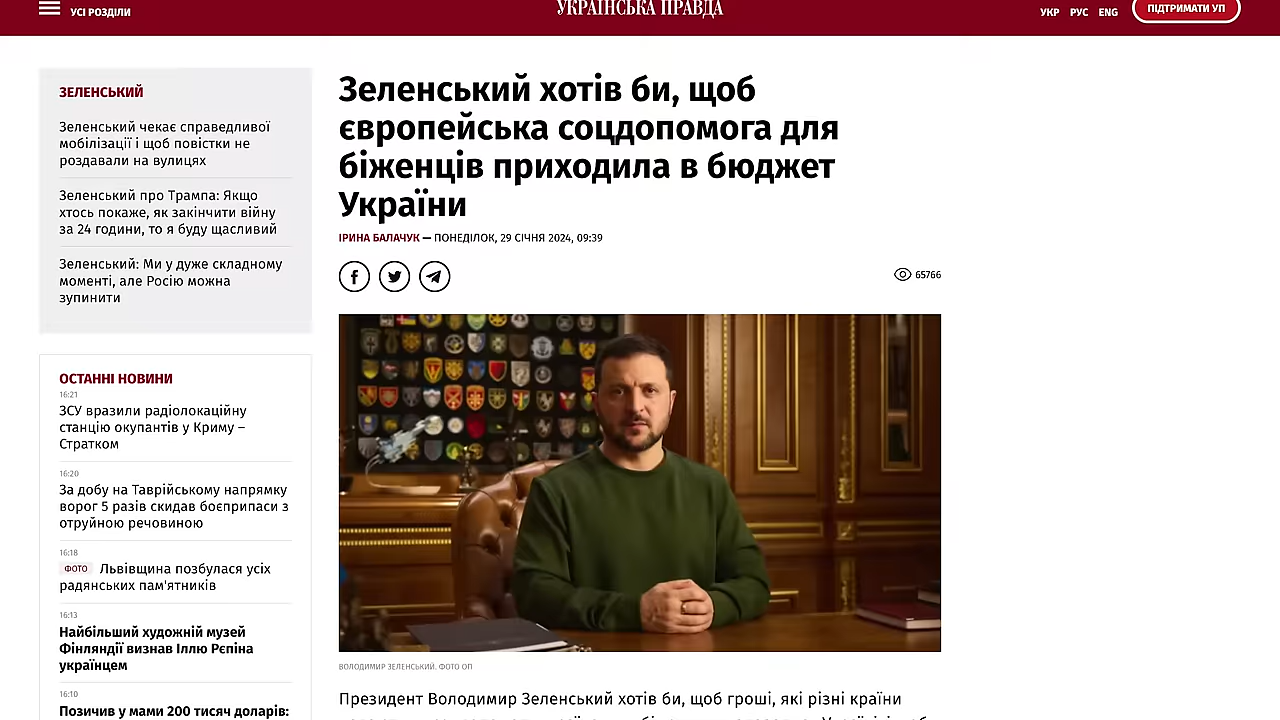 УСІ РОЗДІЛИ
УКРАЇНСЬКА ПРАВДА
УКР РУС ENG
ПІДТРИМАТИ УП
ЗЕЛЕНСЬКИЙ
Зеленський чекає справедливої
мобілізації і щоб повістки не
роздавали на вулицях
Зеленський про Трампа: Якщо
хтось покаже, як закінчити війну
за 24 години, то я буду щасливий
Зеленський: Ми у дуже складному
моменті, але Росію можна
зупинити
ОСТАННІ НОВИНИ
16:21
ЗСУ вразили радіолокаційну
станцію окупантів у Криму –
Стратком
16:20
За добу на Таврійському напрямку
ворог 5 разів скидав боєприпаси з
отруйною речовиною
16:18
ФОТО Львівщина позбулася усіх
радянських пам'ятників
16:13
Найбільший художній музей
Фінляндії визнав Іллю Рєпіна
українцем
16:10
Позичив у мами 200 тисяч доларів:
Зеленський хотів би, щоб
європейська соцдопомога для
біженців приходила в бюджет
України
ІРИНА БАЛАЧУК — ПОНЕДІЛОК, 29 СІЧНЯ 2024, 09:39
65766
ВОЛОДИМИР ЗЕЛЕНСЬКИЙ. ФОТО ОП
Президент Володимир Зеленський хотів би, щоб гроші, які різні країни